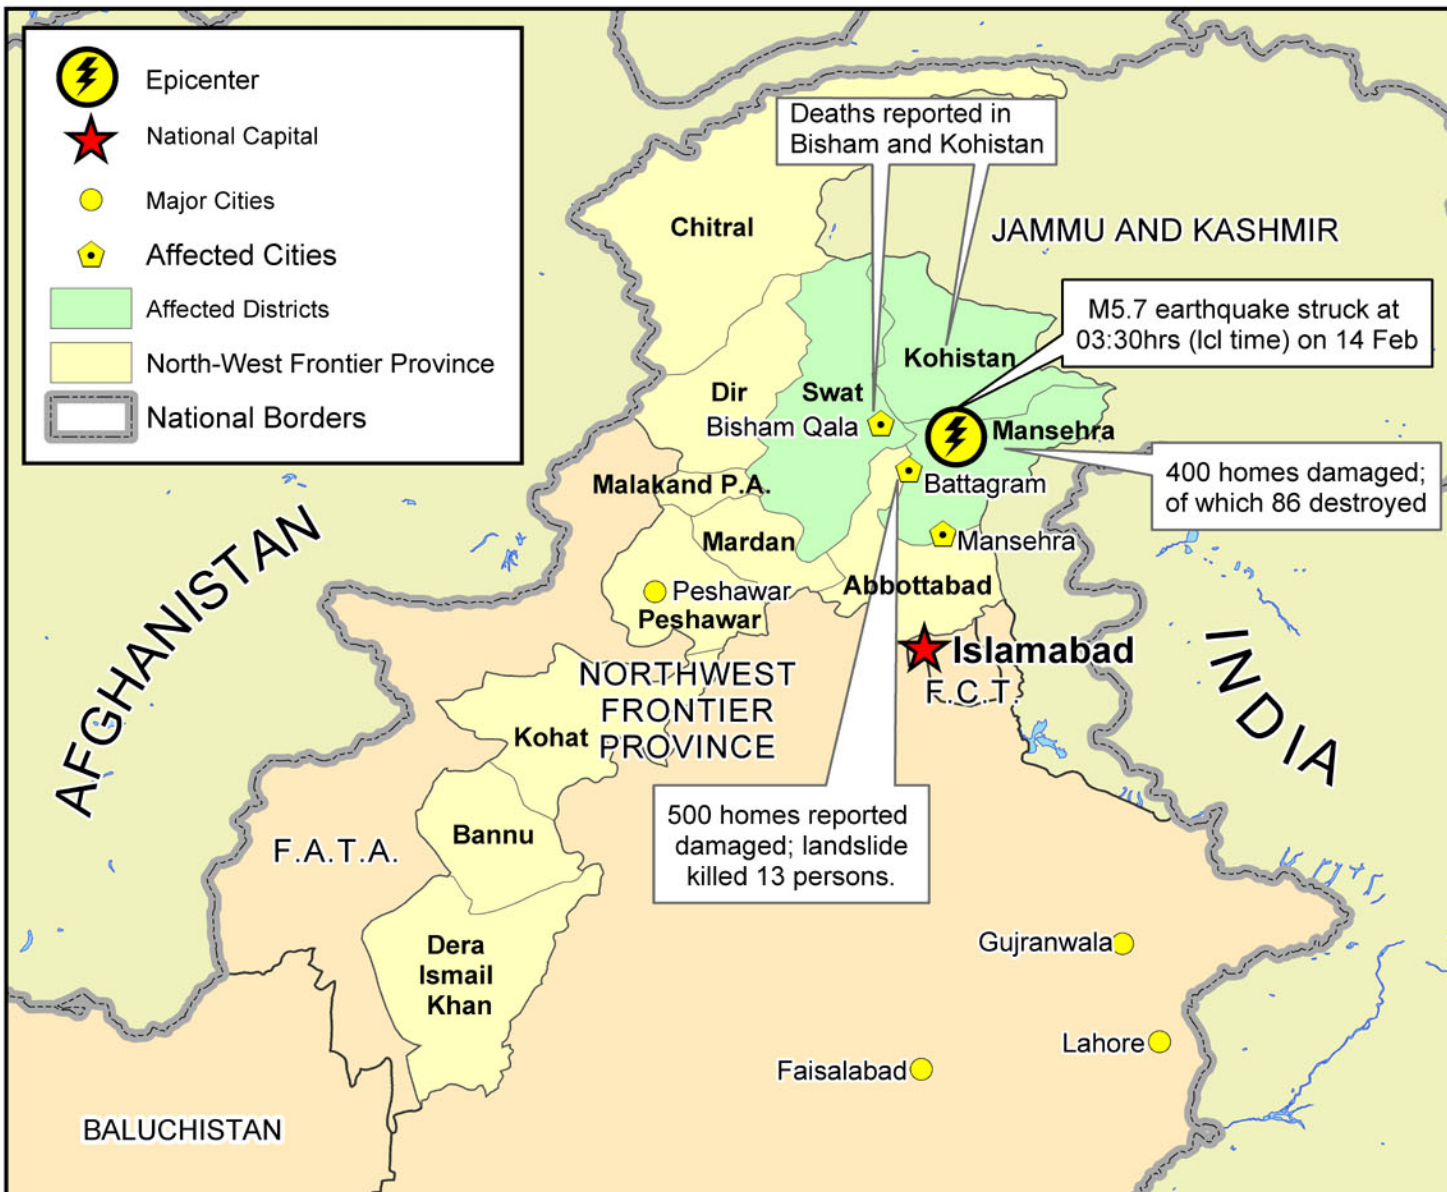 Epicenter
National Capital
Major Cities
Affected Cities
Affected Districts
North-West Frontier Province
National Borders
Deaths reported in
Bisham and Kohistan
Chitral
JAMMU AND KASHMIR
M5.7 earthquake struck at
03:30hrs (lcl time) on 14 Feb
Kohistan
Dir
Swat
Bisham Qala
Mansehra
400 homes damaged;
of which 86 destroyed
Malakand P.A.
Battagram
Mardan
Mansehra
Abbottabad
Peshawar
Peshawar
AFGHANISTAN
INDIA
Islamabad
F.C.T.
NORTHWEST
FRONTIER
PROVINCE
Kohat
500 homes reported
damaged; landslide
killed 13 persons.
Bannu
F.A.T.A.
Dera
Ismail
Khan
Gujranwala
Lahore
Faisalabad
BALUCHISTAN